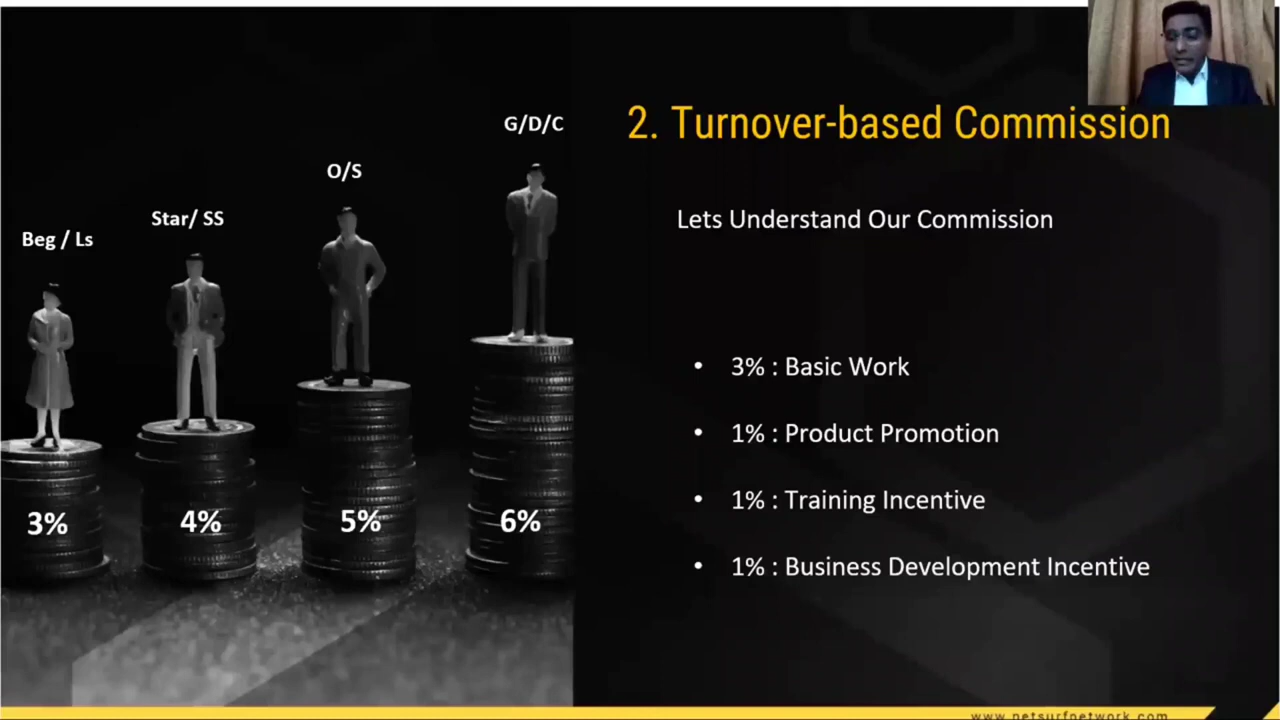 2. Turnover-based Commission
Lets Understand Our Commission
G/D/C
O/S
Star/ SS
Beg / Ls
3%
4%
5%
6%
• 3% : Basic Work
• 1% : Product Promotion
• 1% : Training Incentive
• 1% : Business Development Incentive
www.netsurfnetwork.com